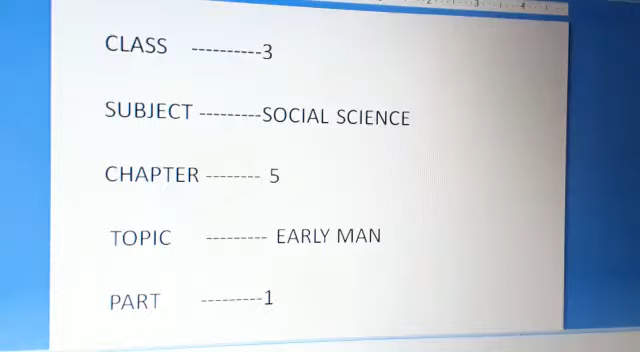 CLASS ----------3
SUBJECT ---------SOCIAL SCIENCE
CHAPTER -------- 5
TOPIC --------- EARLY MAN
PART ---------1